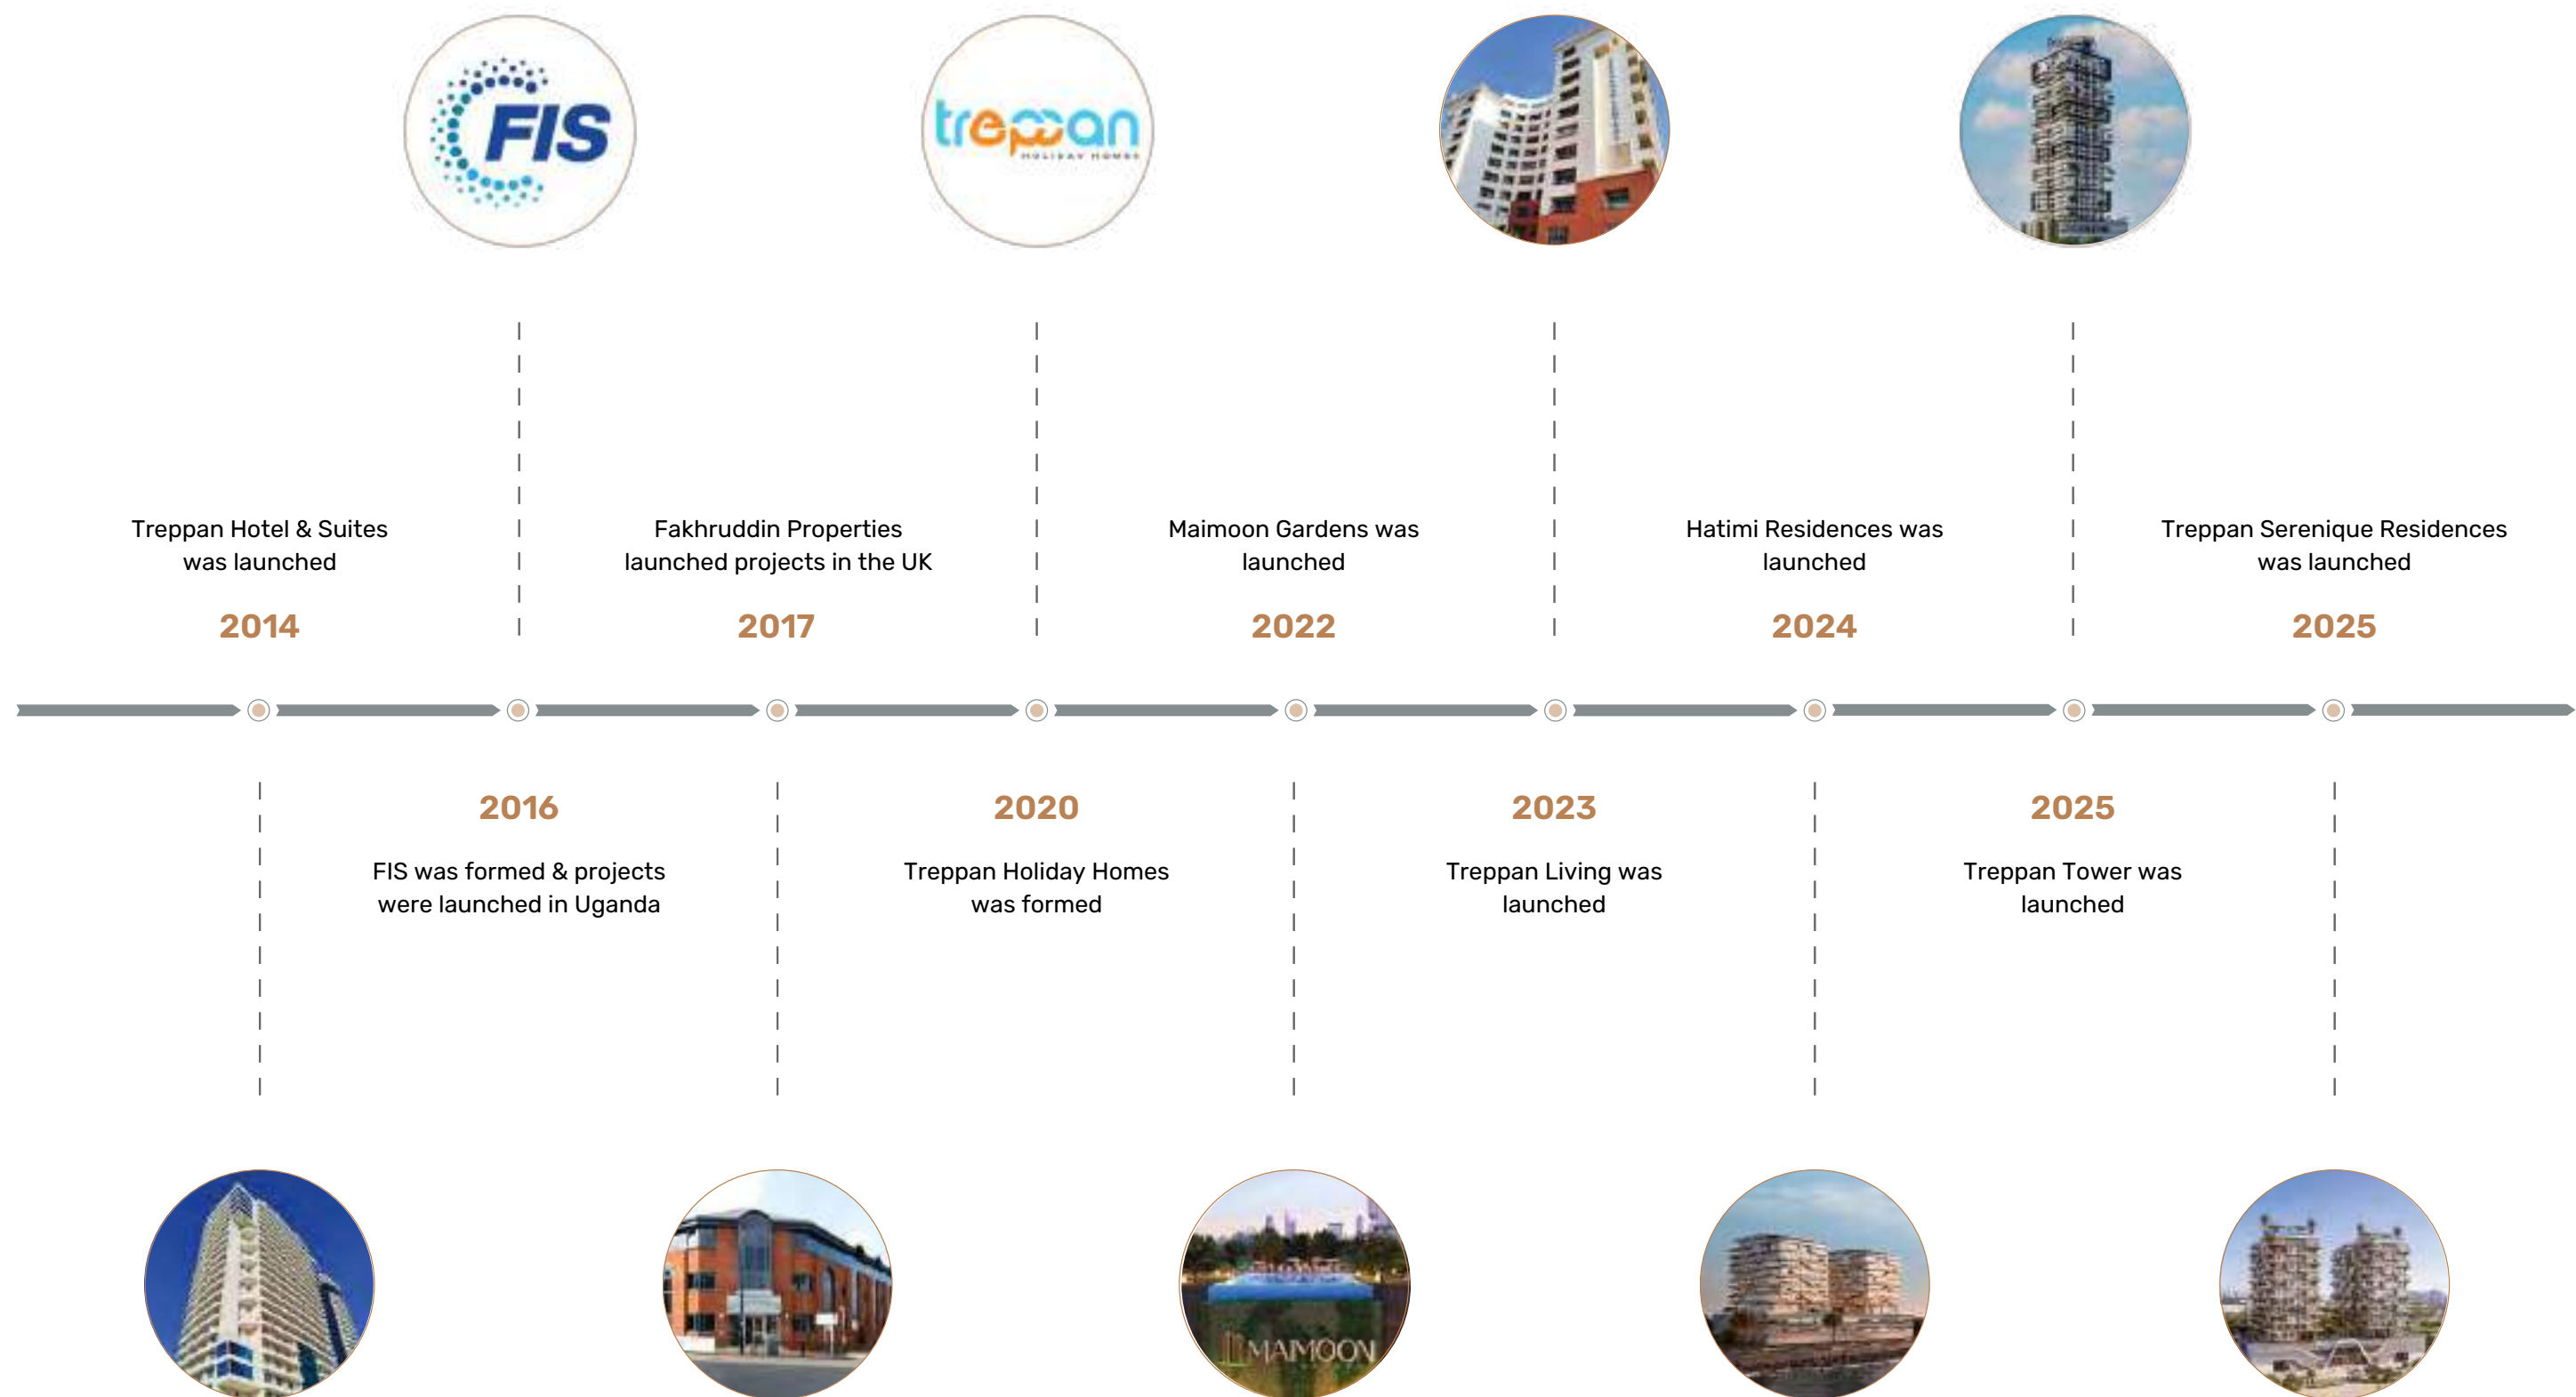 FIS
treppan
HOLIDAY HOMES
Treppan Hotel & Suites
was launched
2014
Fakhruddin Properties
launched projects in the UK
2017
Maimoon Gardens was
launched
2022
Hatimi Residences was
launched
2024
Treppan Serenique Residences
was launched
2025
2016
FIS was formed & projects
were launched in Uganda
2020
Treppan Holiday Homes
was formed
2023
Treppan Living was
launched
2025
Treppan Tower was
launched
MAIMOON